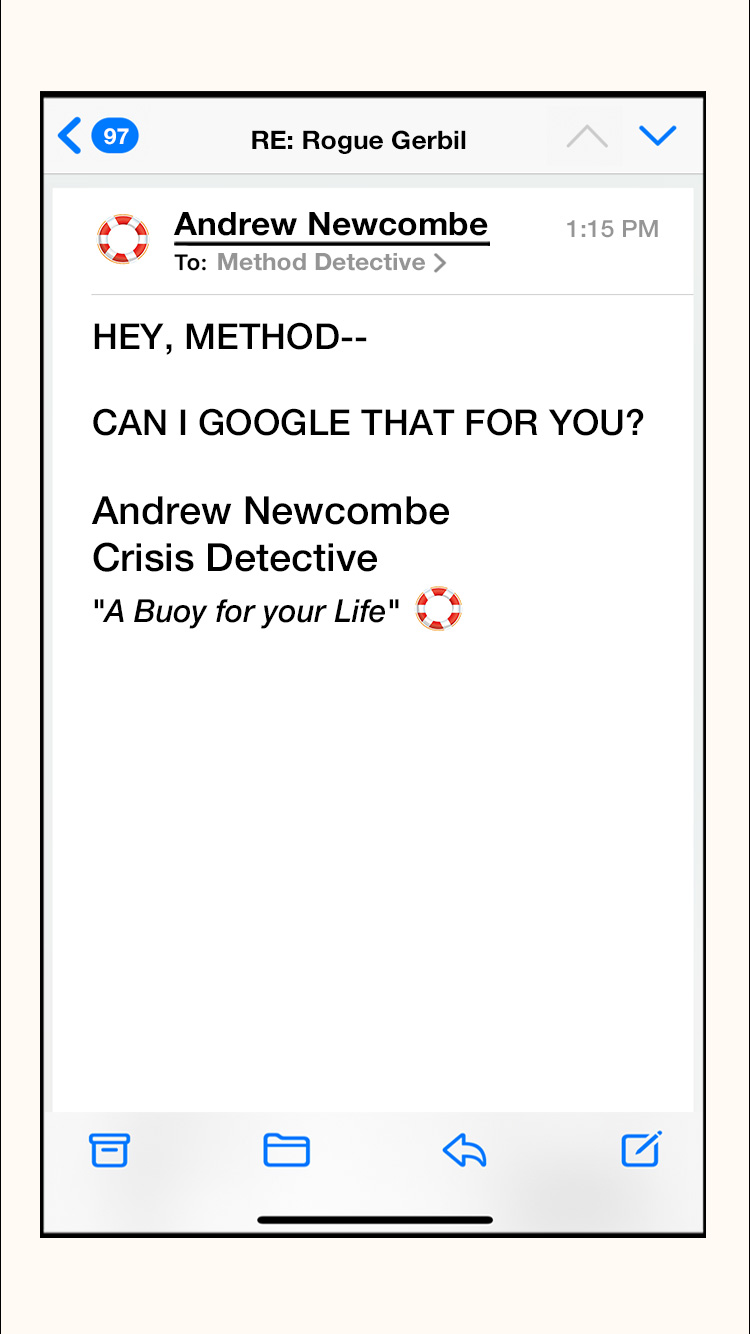 97
RE: Rogue Gerbil
Andrew Newcombe
1:15 PM
To: Method Detective
HEY, METHOD--
CAN I GOOGLE THAT FOR YOU?
Andrew Newcombe
Crisis Detective
"A Buoy for your Life"